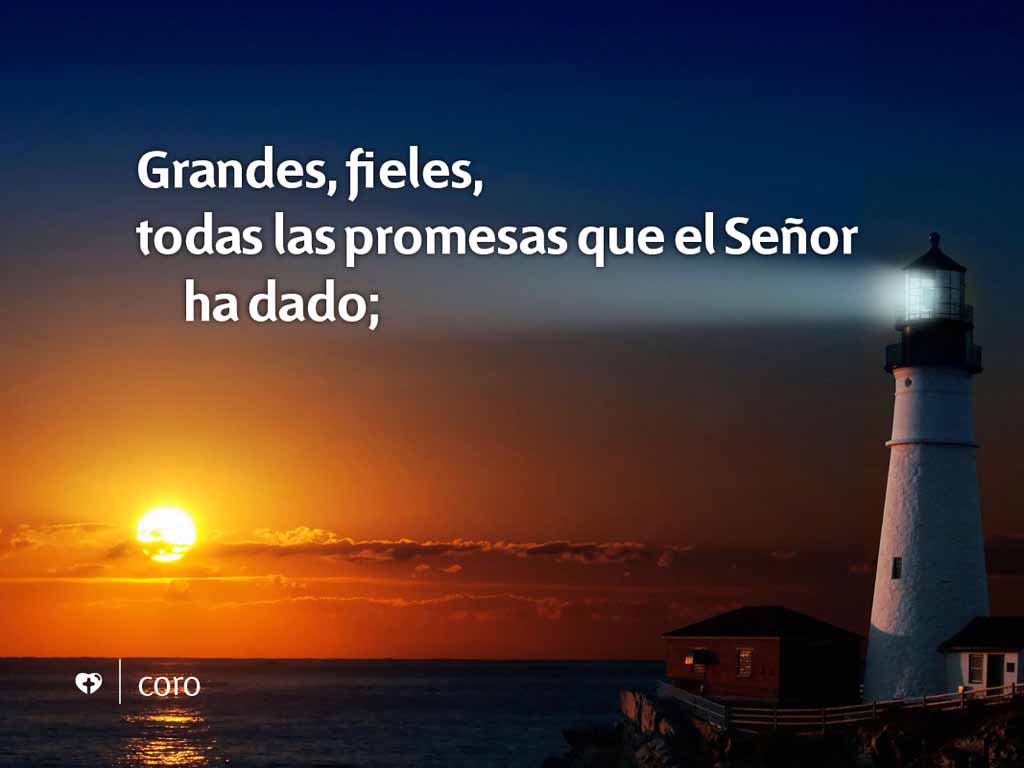 Grandes, fieles,
todas las promesas que el Señor
ha dado;
coro